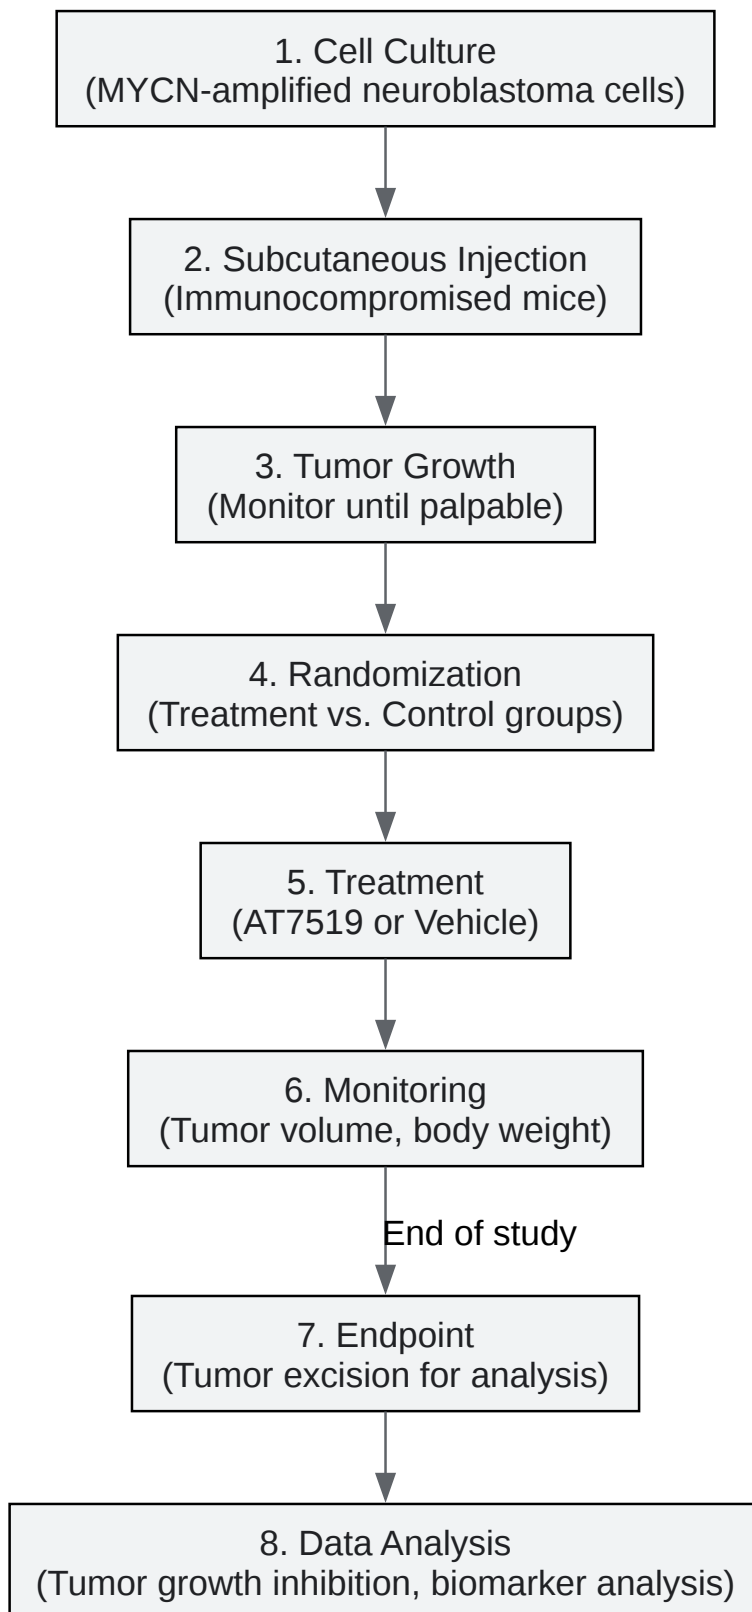 1. Cell Culture
(MYCN-amplified neuroblastoma cells)
2. Subcutaneous Injection
(Immunocompromised mice)
3. Tumor Growth
(Monitor until palpable)
4. Randomization
(Treatment vs. Control groups)
5. Treatment
(AT7519 or Vehicle)
6. Monitoring
(Tumor volume, body weight)
End of study
7. Endpoint
(Tumor excision for analysis)
8. Data Analysis
(Tumor growth inhibition, biomarker analysis)